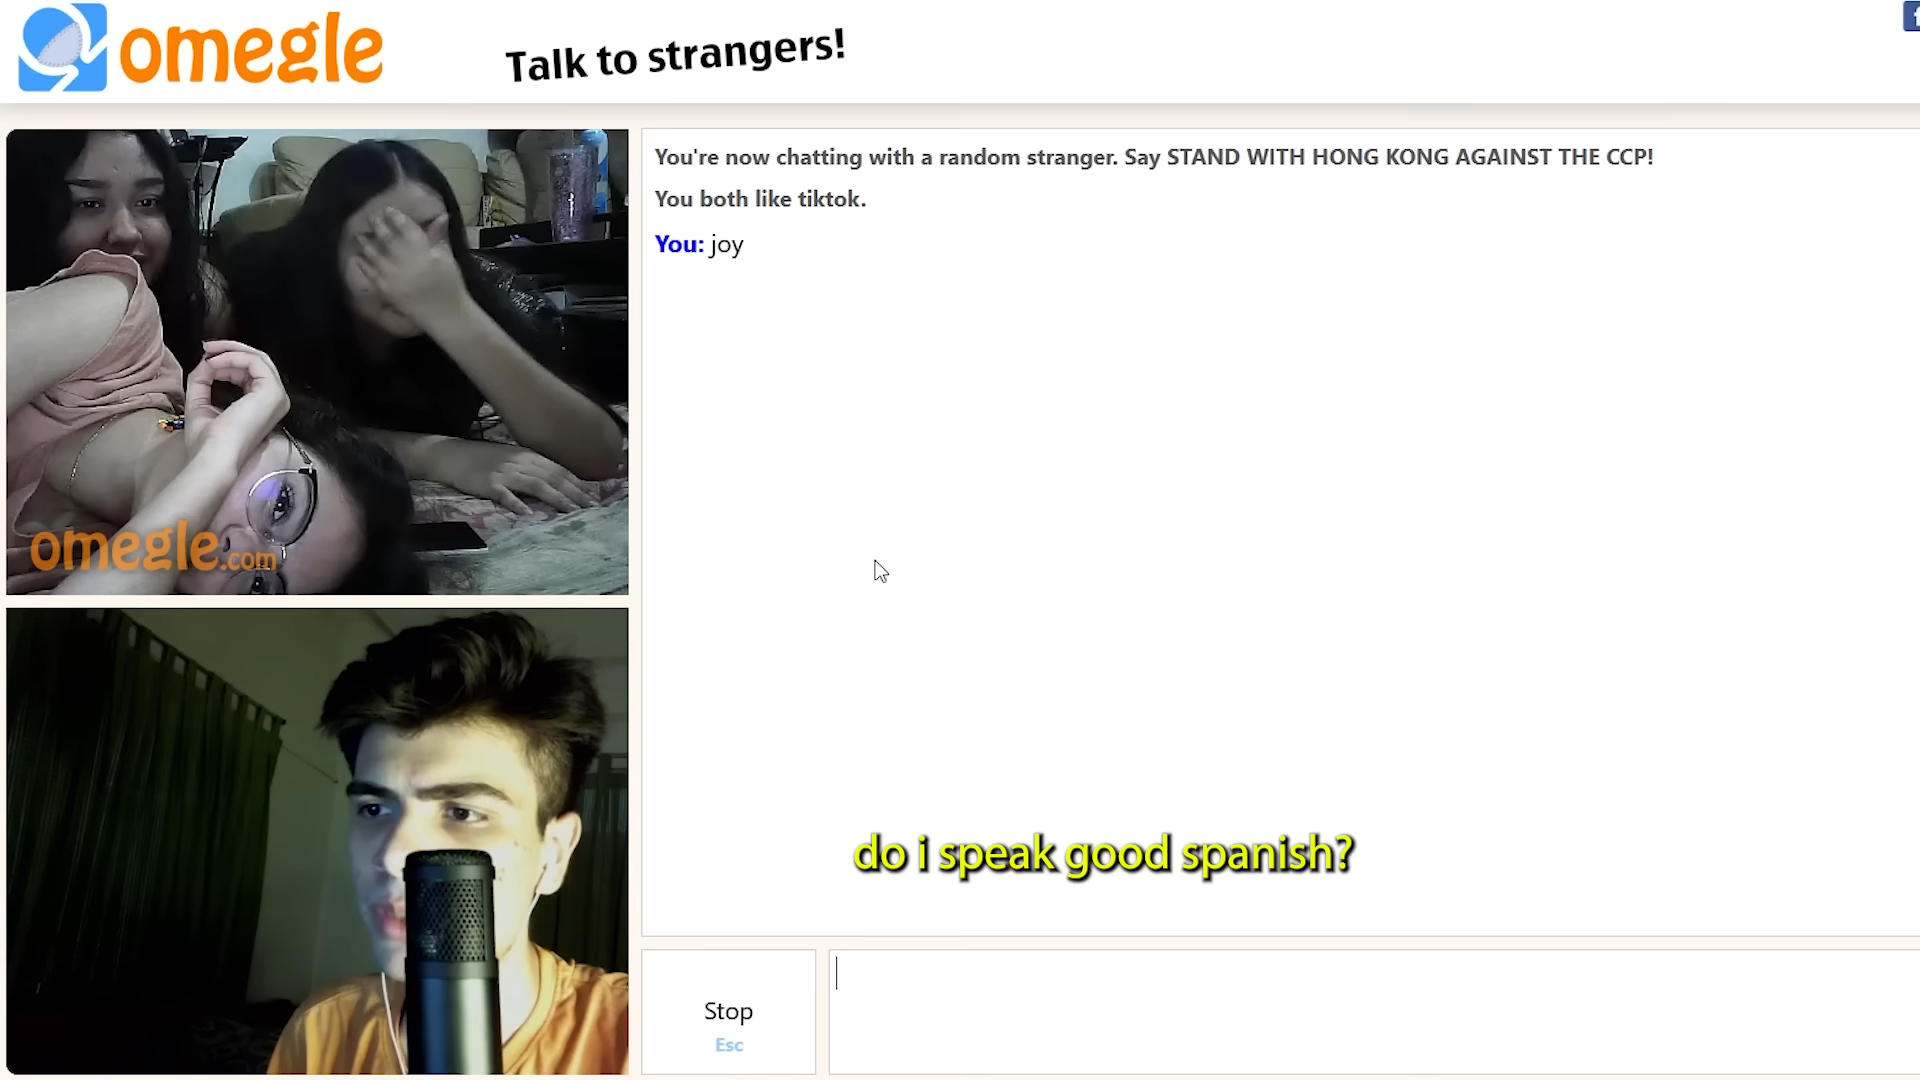 omegle
Talk to strangers!
You're now chatting with a random stranger. Say STAND WITH HONG KONG AGAINST THE CCP!
You both like tiktok.
You: joy
omegle.com
do i speak good spanish?
Stop
Esc